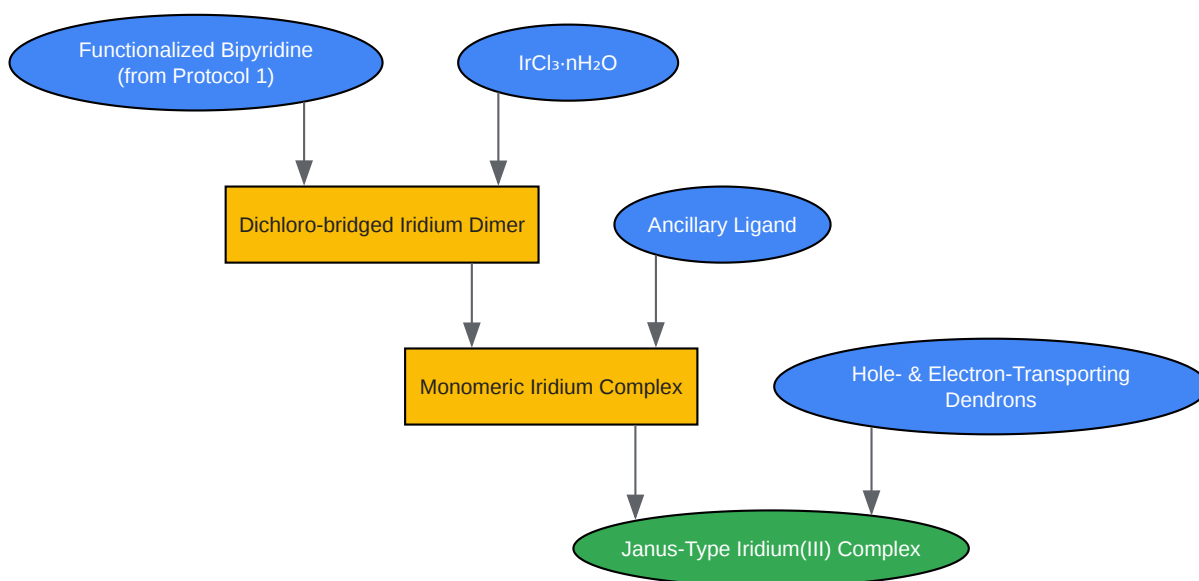 Functionalized Bipyridine
(from Protocol 1)
IrCl₃·nH₂O
Dichloro-bridged Iridium Dimer
Ancillary Ligand
Monomeric Iridium Complex
Hole- & Electron-Transporting
Dendrons
Janus-Type Iridium(III) Complex